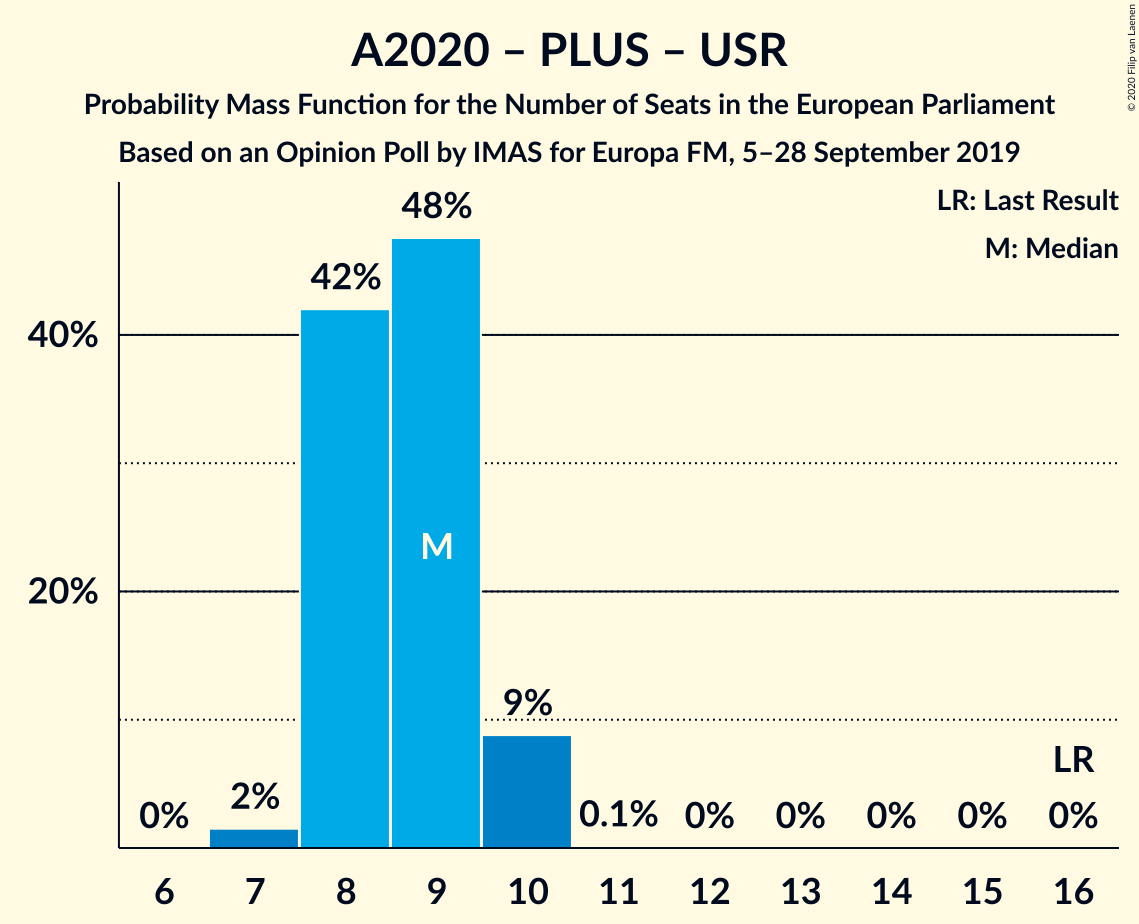 A2020 – PLUS – USR
Probability Mass Function for the Number of Seats in the European Parliament
Based on an Opinion Poll by IMAS for Europa FM, 5–28 September 2019
© 2020 Filip van Laenen
LR: Last Result
M: Median
48%
42%
40%
M
20%
9%
LR
2%
0%
0.1%
0%
0%
0%
0%
0%
6 7 8 9 10 11 12 13 14 15 16